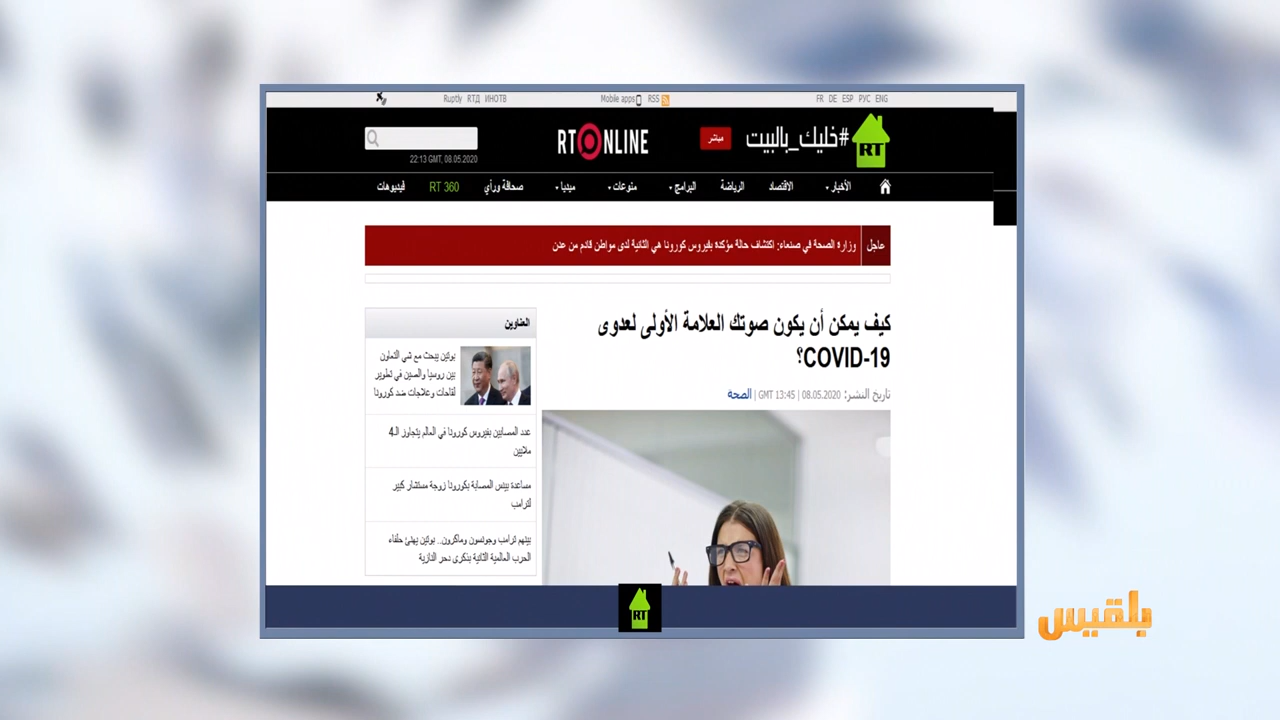 Ruptly RTД ИНОТВ
Mobile apps RSS
FR DE ESP РУС ENG
#خليك_بالبيت
RT
مباشر
RT ONLINE
22:13 GMT, 08.05.2020
الأخبار الاقتصاد الرياضة البرامج منوعات ميديا صحافة ورأي RT 360 فيديوهات
عاجل
وزارة الصحة في صنعاء: اكتشاف حالة مؤكدة بفيروس كورونا هي الثانية لدى مواطن قادم من عدن
كيف يمكن أن يكون صوتك العلامة الأولى لعدوى
COVID-19؟
تاريخ النشر: 08.05.2020 | 13:45 GMT | الصحة
العناوين
بوتين يبحث مع شي التعاون
بين روسيا والصين في تطوير
لقاحات وعلاجات ضد كورونا
عدد المصابين بفيروس كورونا في العالم يتجاوز الـ4
ملايين
مساعدة بينس المصابة بكورونا زوجة مستشار كبير
لترامب
بينهم ترامب وجونسون وماكرون.. بوتين يهنئ حلفاء
الحرب العالمية الثانية بذكرى دحر النازية
RT
بلقيس